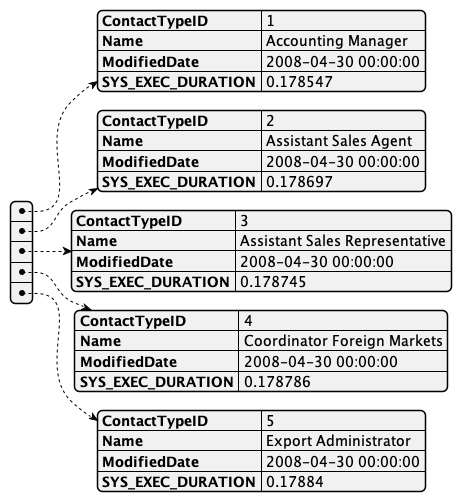 ContactTypeID 1
Name Accounting Manager
ModifiedDate 2008-04-30 00:00:00
SYS_EXEC_DURATION 0.178547
ContactTypeID 2
Name Assistant Sales Agent
ModifiedDate 2008-04-30 00:00:00
SYS_EXEC_DURATION 0.178697
ContactTypeID 3
Name Assistant Sales Representative
ModifiedDate 2008-04-30 00:00:00
SYS_EXEC_DURATION 0.178745
ContactTypeID 4
Name Coordinator Foreign Markets
ModifiedDate 2008-04-30 00:00:00
SYS_EXEC_DURATION 0.178786
ContactTypeID 5
Name Export Administrator
ModifiedDate 2008-04-30 00:00:00
SYS_EXEC_DURATION 0.17884